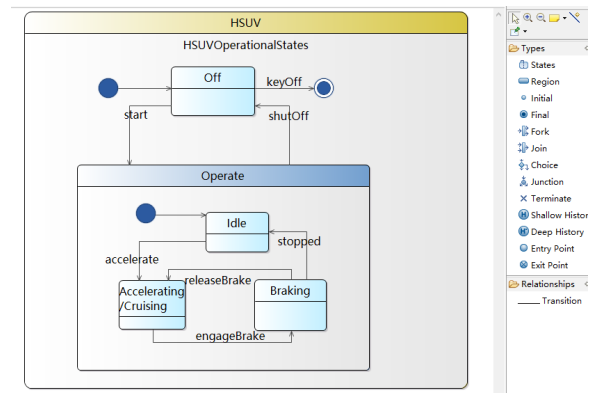 HSUV
HSUVOperationalStates
Off
keyOff
start
shutOff
Operate
Idle
stopped
accelerate
Accelerating
/Cruising
releaseBrake
Braking
engageBrake
Types
States
Region
Initial
Final
Fork
Join
Choice
Junction
Terminate
Shallow Histor
Deep History
Entry Point
Exit Point
Relationships
Transition